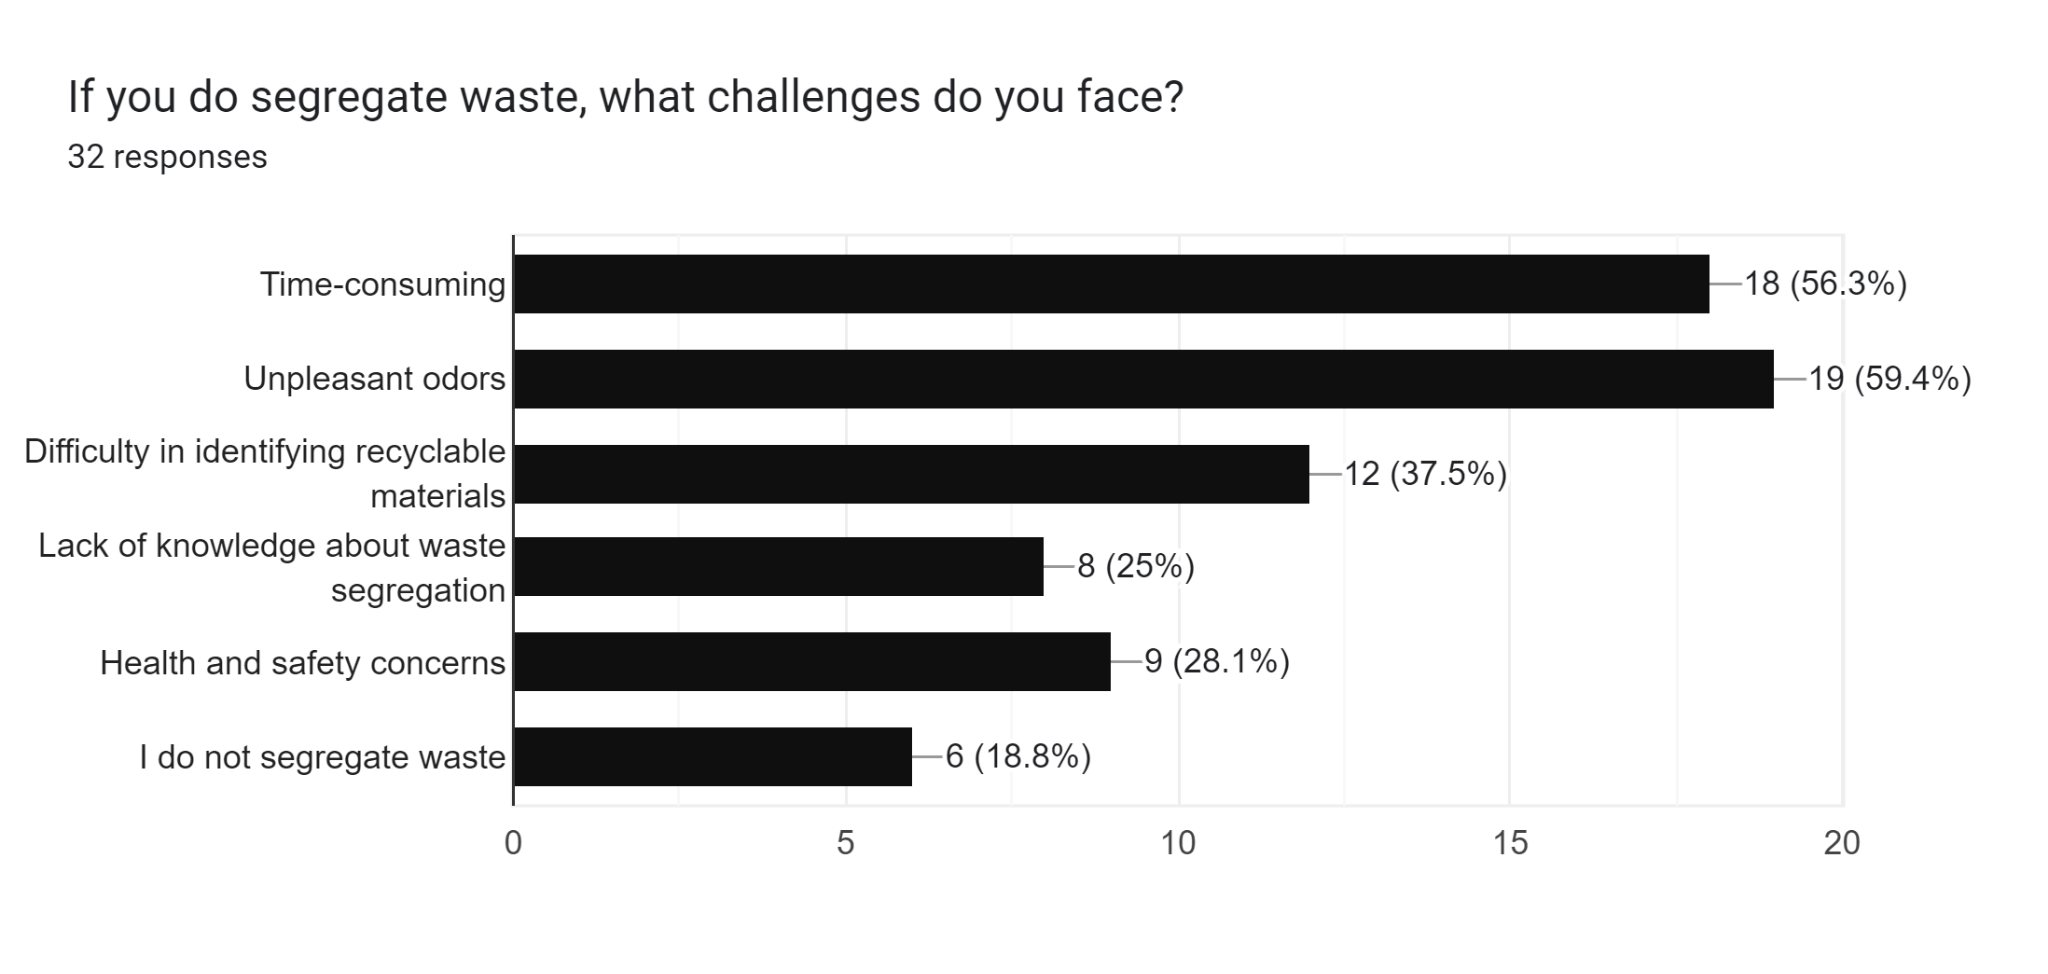 If you do segregate waste, what challenges do you face?
32 responses
Time-consuming
18 (56.3%)
Unpleasant odors
19 (59.4%)
Difficulty in identifying recyclable
materials
12 (37.5%)
Lack of knowledge about waste
segregation
8 (25%)
Health and safety concerns
9 (28.1%)
I do not segregate waste
6 (18.8%)
0 5 10 15 20